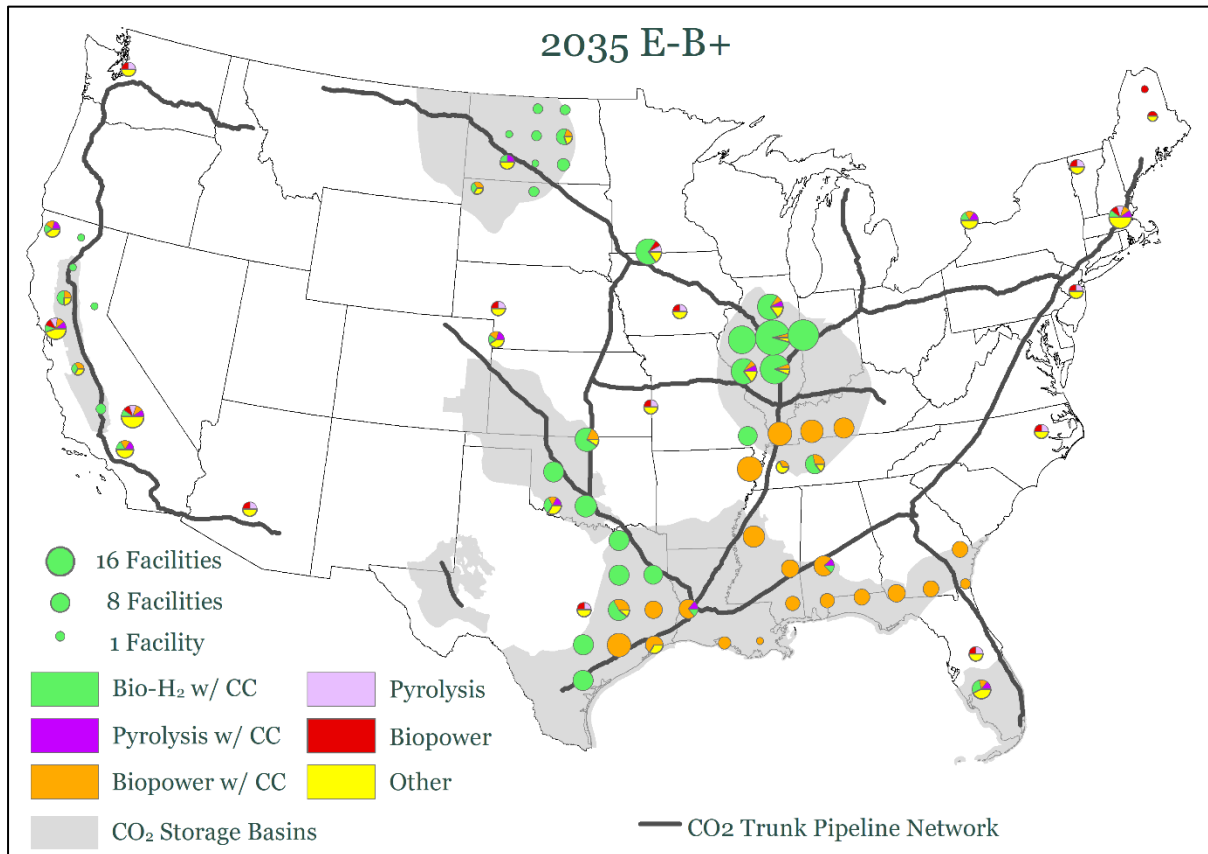 2035 E-B+
16 Facilities
8 Facilities
1 Facility
Bio-H₂ w/ CC
Pyrolysis
Pyrolysis w/ CC
Biopower
Biopower w/ CC
Other
CO₂ Storage Basins
CO2 Trunk Pipeline Network